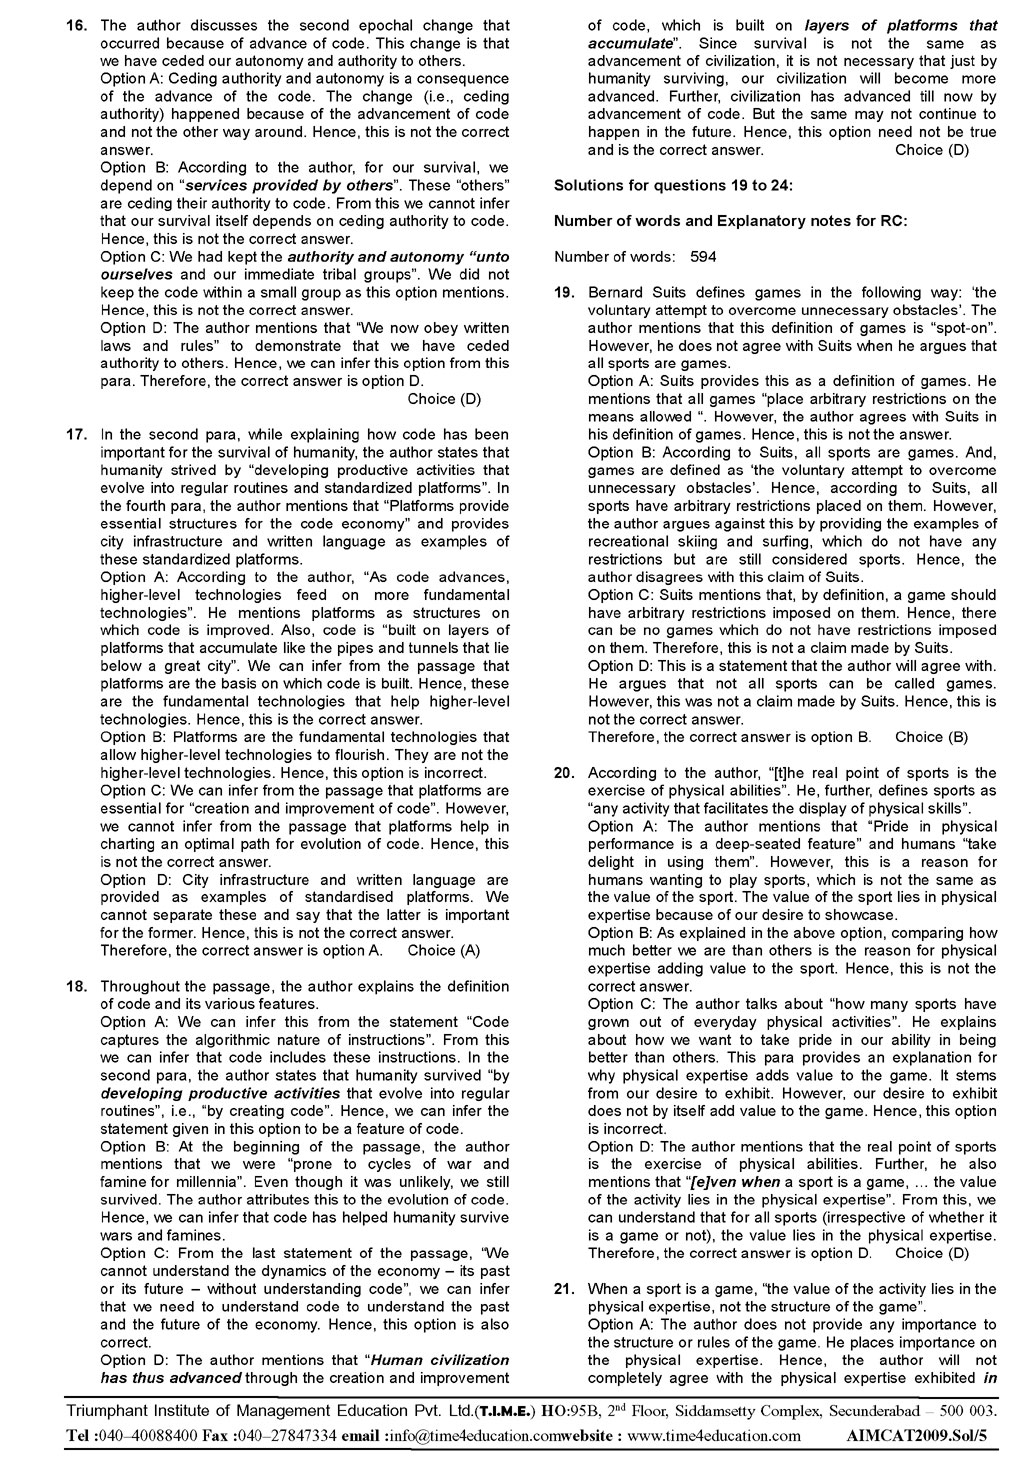 16. The author discusses the second epochal change that
occurred because of advance of code. This change is that
we have ceded our autonomy and authority to others.
Option A: Ceding authority and autonomy is a consequence
of the advance of the code. The change (i.e., ceding
authority) happened because of the advancement of code
and not the other way around. Hence, this is not the correct
answer.
Option B: According to the author, for our survival, we
depend on “services provided by others”. These “others”
are ceding their authority to code. From this we cannot infer
that our survival itself depends on ceding authority to code.
Hence, this is not the correct answer.
Option C: We had kept the authority and autonomy “unto
ourselves and our immediate tribal groups”. We did not
keep the code within a small group as this option mentions.
Hence, this is not the correct answer.
Option D: The author mentions that “We now obey written
laws and rules” to demonstrate that we have ceded
authority to others. Hence, we can infer this option from this
para. Therefore, the correct answer is option D.
Choice (D)
17. In the second para, while explaining how code has been
important for the survival of humanity, the author states that
humanity strived by “developing productive activities that
evolve into regular routines and standardized platforms”. In
the fourth para, the author mentions that “Platforms provide
essential structures for the code economy” and provides
city infrastructure and written language as examples of
these standardized platforms.
Option A: According to the author, “As code advances,
higher-level technologies feed on more fundamental
technologies”. He mentions platforms as structures on
which code is improved. Also, code is “built on layers of
platforms that accumulate like the pipes and tunnels that lie
below a great city”. We can infer from the passage that
platforms are the basis on which code is built. Hence, these
are the fundamental technologies that help higher-level
technologies. Hence, this is the correct answer.
Option B: Platforms are the fundamental technologies that
allow higher-level technologies to flourish. They are not the
higher-level technologies. Hence, this option is incorrect.
Option C: We can infer from the passage that platforms are
essential for “creation and improvement of code”. However,
we cannot infer from the passage that platforms help in
charting an optimal path for evolution of code. Hence, this
is not the correct answer.
Option D: City infrastructure and written language are
provided as examples of standardised platforms. We
cannot separate these and say that the latter is important
for the former. Hence, this is not the correct answer.
Therefore, the correct answer is option A. Choice (A)
18. Throughout the passage, the author explains the definition
of code and its various features.
Option A: We can infer this from the statement “Code
captures the algorithmic nature of instructions”. From this
we can infer that code includes these instructions. In the
second para, the author states that humanity survived “by
developing productive activities that evolve into regular
routines”, i.e., “by creating code”. Hence, we can infer the
statement given in this option to be a feature of code.
Option B: At the beginning of the passage, the author
mentions that we were “prone to cycles of war and
famine for millennia”. Even though it was unlikely, we still
survived. The author attributes this to the evolution of code.
Hence, we can infer that code has helped humanity survive
wars and famines.
Option C: From the last statement of the passage, “We
cannot understand the dynamics of the economy – its past
or its future – without understanding code”, we can infer
that we need to understand code to understand the past
and the future of the economy. Hence, this option is also
correct.
Option D: The author mentions that “Human civilization
has thus advanced through the creation and improvement
of code, which is built on layers of platforms that
accumulate”. Since survival is not the same as
advancement of civilization, it is not necessary that just by
humanity surviving, our civilization will become more
advanced. Further, civilization has advanced till now by
advancement of code. But the same may not continue to
happen in the future. Hence, this option need not be true
and is the correct answer. Choice (D)
Solutions for questions 19 to 24:
Number of words and Explanatory notes for RC:
Number of words: 594
19. Bernard Suits defines games in the following way: ‘the
voluntary attempt to overcome unnecessary obstacles’. The
author mentions that this definition of games is “spot-on”.
However, he does not agree with Suits when he argues that
all sports are games.
Option A: Suits provides this as a definition of games. He
mentions that all games “place arbitrary restrictions on the
means allowed “. However, the author agrees with Suits in
his definition of games. Hence, this is not the answer.
Option B: According to Suits, all sports are games. And,
games are defined as ‘the voluntary attempt to overcome
unnecessary obstacles’. Hence, according to Suits, all
sports have arbitrary restrictions placed on them. However,
the author argues against this by providing the examples of
recreational skiing and surfing, which do not have any
restrictions but are still considered sports. Hence, the
author disagrees with this claim of Suits.
Option C: Suits mentions that, by definition, a game should
have arbitrary restrictions imposed on them. Hence, there
can be no games which do not have restrictions imposed
on them. Therefore, this is not a claim made by Suits.
Option D: This is a statement that the author will agree with.
He argues that not all sports can be called games.
However, this was not a claim made by Suits. Hence, this is
not the correct answer.
Therefore, the correct answer is option B. Choice (B)
20. According to the author, “[t]he real point of sports is the
exercise of physical abilities”. He, further, defines sports as
“any activity that facilitates the display of physical skills”.
Option A: The author mentions that “Pride in physical
performance is a deep-seated feature” and humans “take
delight in using them”. However, this is a reason for
humans wanting to play sports, which is not the same as
the value of the sport. The value of the sport lies in physical
expertise because of our desire to showcase.
Option B: As explained in the above option, comparing how
much better we are than others is the reason for physical
expertise adding value to the sport. Hence, this is not the
correct answer.
Option C: The author talks about “how many sports have
grown out of everyday physical activities”. He explains
about how we want to take pride in our ability in being
better than others. This para provides an explanation for
why physical expertise adds value to the game. It stems
from our desire to exhibit. However, our desire to exhibit
does not by itself add value to the game. Hence, this option
is incorrect.
Option D: The author mentions that the real point of sports
is the exercise of physical abilities. Further, he also
mentions that “[e]ven when a sport is a game, … the value
of the activity lies in the physical expertise”. From this, we
can understand that for all sports (irrespective of whether it
is a game or not), the value lies in the physical expertise.
Therefore, the correct answer is option D. Choice (D)
21. When a sport is a game, “the value of the activity lies in the
physical expertise, not the structure of the game”.
Option A: The author does not provide any importance to
the structure or rules of the game. He places importance on
the physical expertise. Hence, the author will not
completely agree with the physical expertise exhibited in
Triumphant Institute of Management Education Pvt. Ltd.(T.I.M.E.) HO:95B, 2nd Floor, Siddamsetty Complex, Secunderabad – 500 003.
Tel :040–40088400 Fax :040–27847334 email :info@time4education.comwebsite : www.time4education.com AIMCAT2009.Sol/5